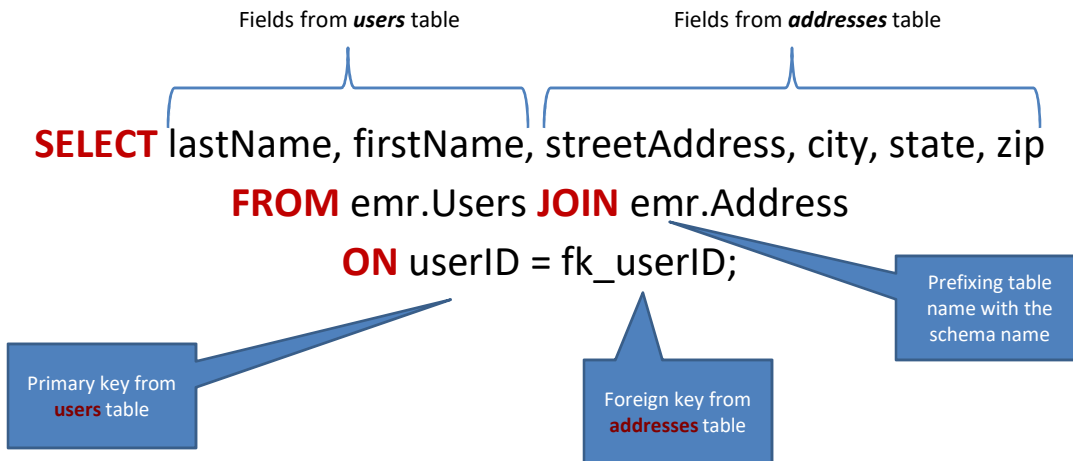 Fields from users table
Fields from addresses table
SELECT lastName, firstName, streetAddress, city, state, zip
FROM emr.Users JOIN emr.Address
ON userID = fk_userID;
Prefixing table
name with the
schema name
Primary key from
users table
Foreign key from
addresses table